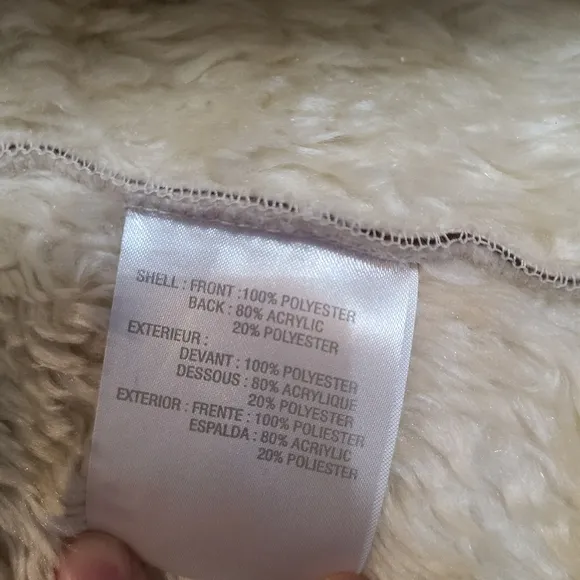 SHELL : FRONT :100% POLYESTER
BACK : 80% ACRYLIC
20% POLYESTER
EXTERIEUR :
DEVANT : 100% POLYESTER
DESSOUS : 80% ACRYLIQUE
20% POLYESTER
EXTERIOR : FRENTE : 100% POLIESTER
ESPALDA : 80% ACRIYLIC
20% POLIESTER